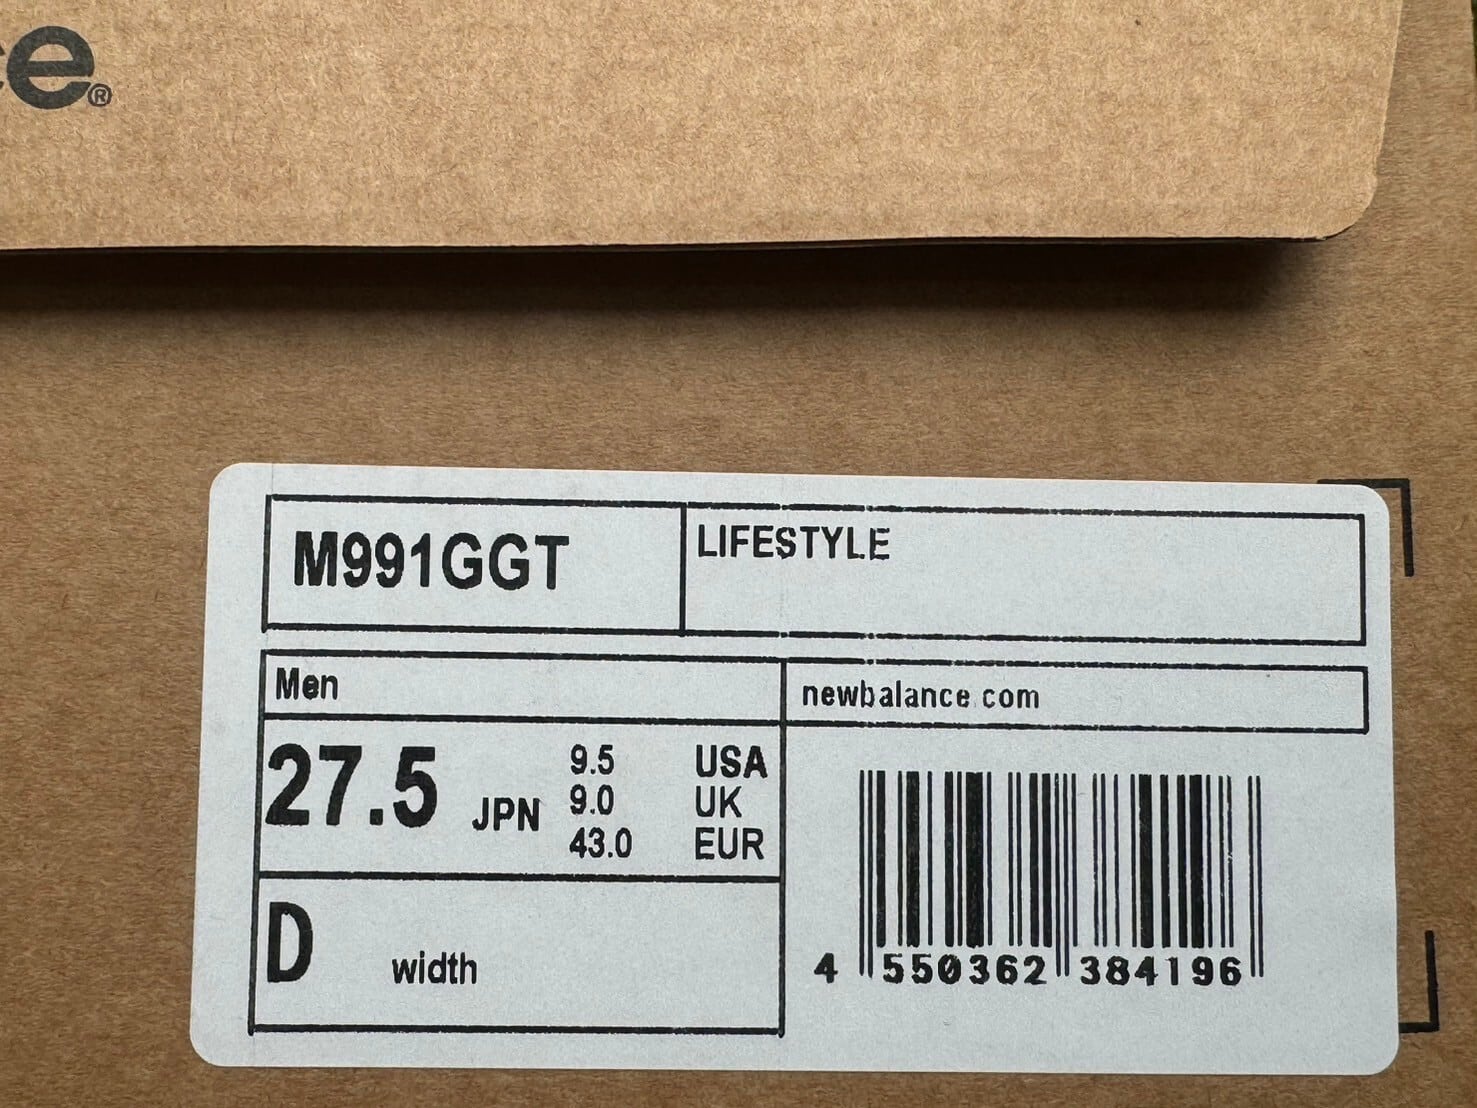 ce®
M991GGT
LIFESTYLE
Men
newbalance.com
27.5 JPN
9.5 USA
9.0 UK
43.0 EUR
D width
4 550362 384196